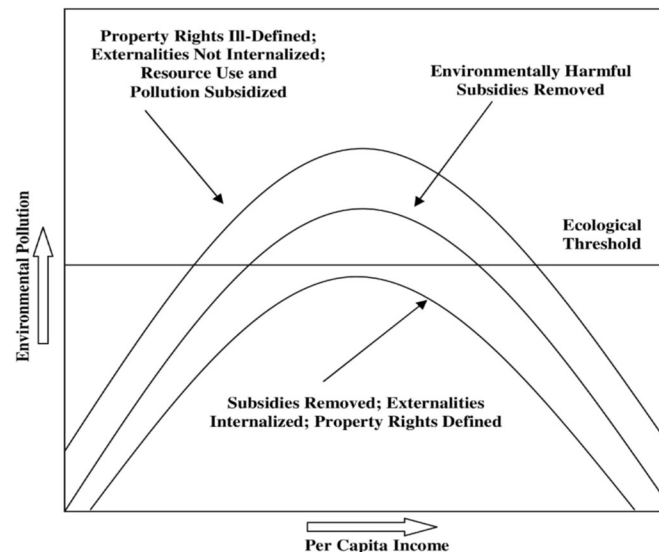 Property Rights Ill-Defined;
Externalities Not Internalized;
Resource Use and
Pollution Subsidized
Environmentally Harmful
Subsidies Removed
Ecological
Threshold
Environmental Pollution
Subsidies Removed; Externalities
Internalized; Property Rights Defined
Per Capita Income